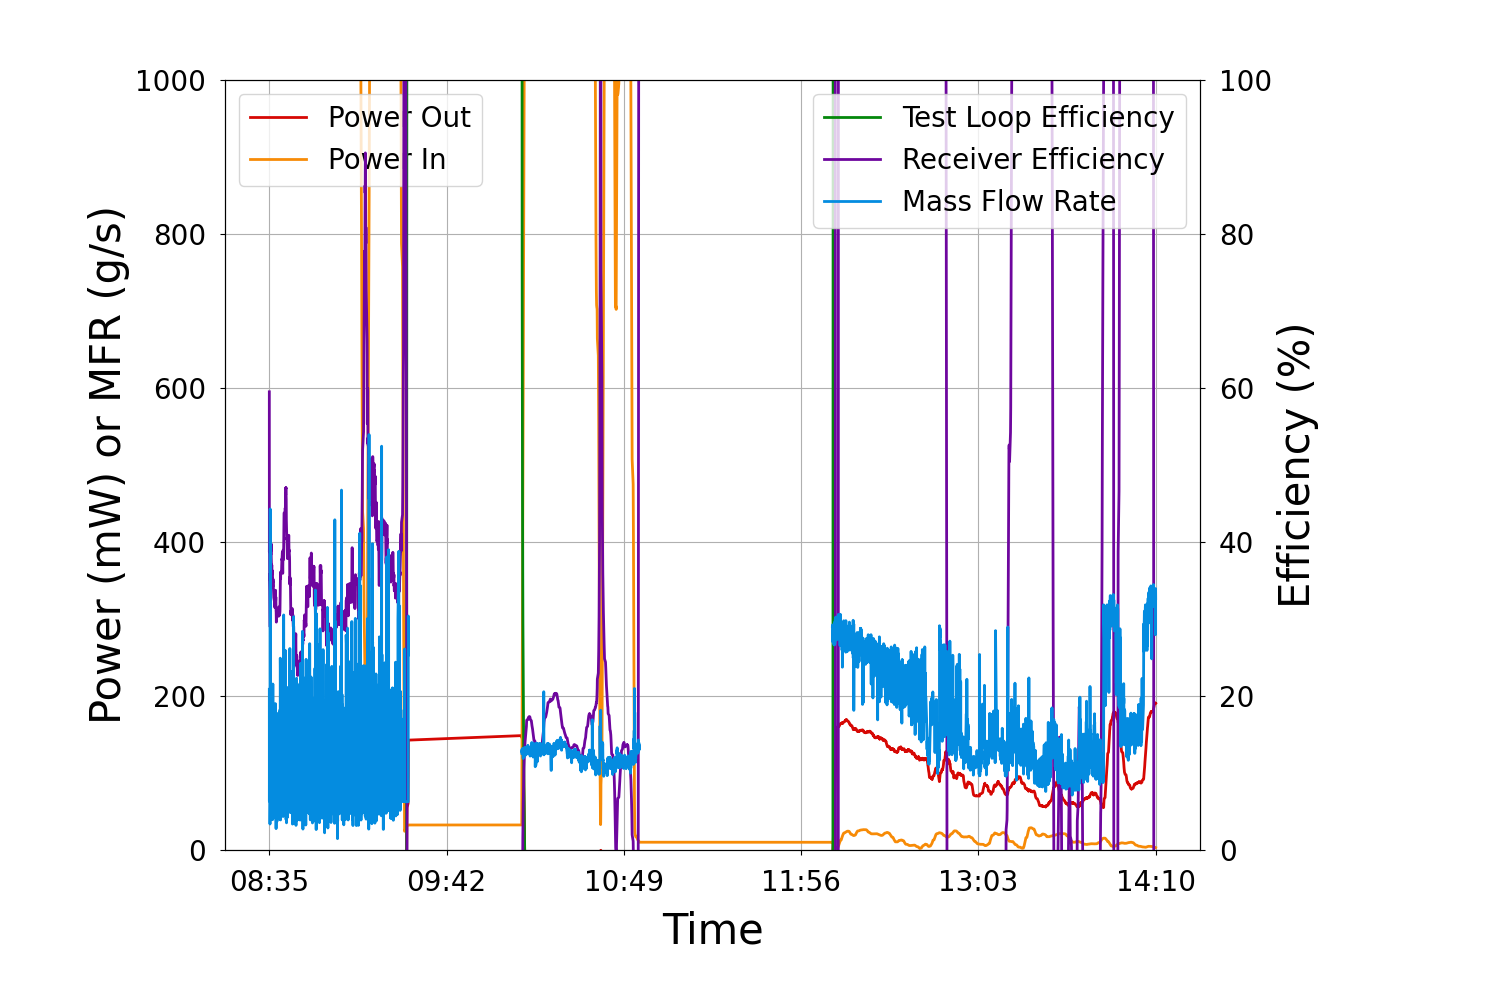 1000
800
600
400
200
0
100
80
60
40
20
0
Power (mW) or MFR (g/s)
Efficiency (%)
Power Out
Power In
Test Loop Efficiency
Receiver Efficiency
Mass Flow Rate
08:35 09:42 10:49 11:56 13:03 14:10
Time